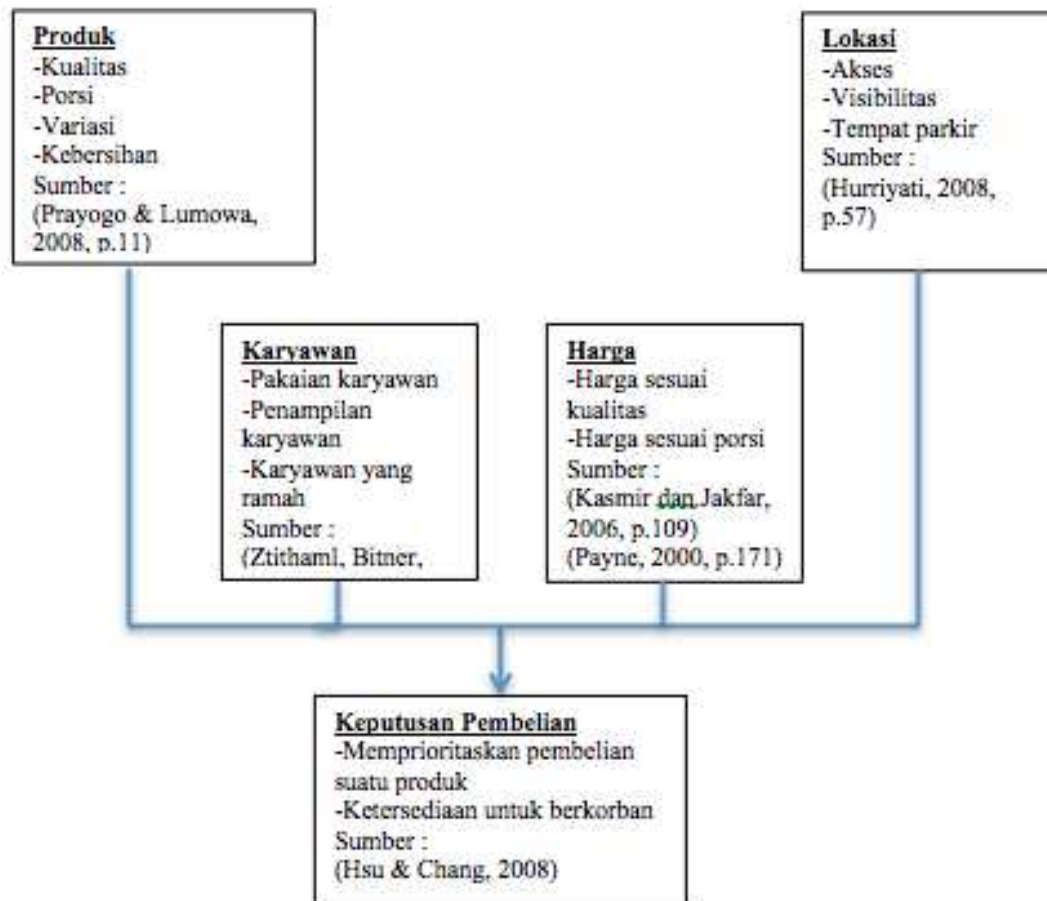 Produk
-Kualitas
-Porsi
-Variasi
-Kebersihan
Sumber :
(Prayogo & Lumowa,
2008, p.11)
Lokasi
-Akses
-Visibilitas
-Tempat parkir
Sumber :
(Hurriyati, 2008,
p.57)
Karyawan
-Pakaian karyawan
-Penampilan
karyawan
-Karyawan yang
ramah
Sumber :
(Ztithaml, Bitner,
Harga
-Harga sesuai
kualitas
-Harga sesuai porsi
Sumber :
(Kasmir dan Jakfar,
2006, p.109)
(Payne, 2000, p.171)
Keputusan Pembelian
-Memprioritaskan pembelian
suatu produk
-Ketersediaan untuk berkorban
Sumber :
(Hsu & Chang, 2008)